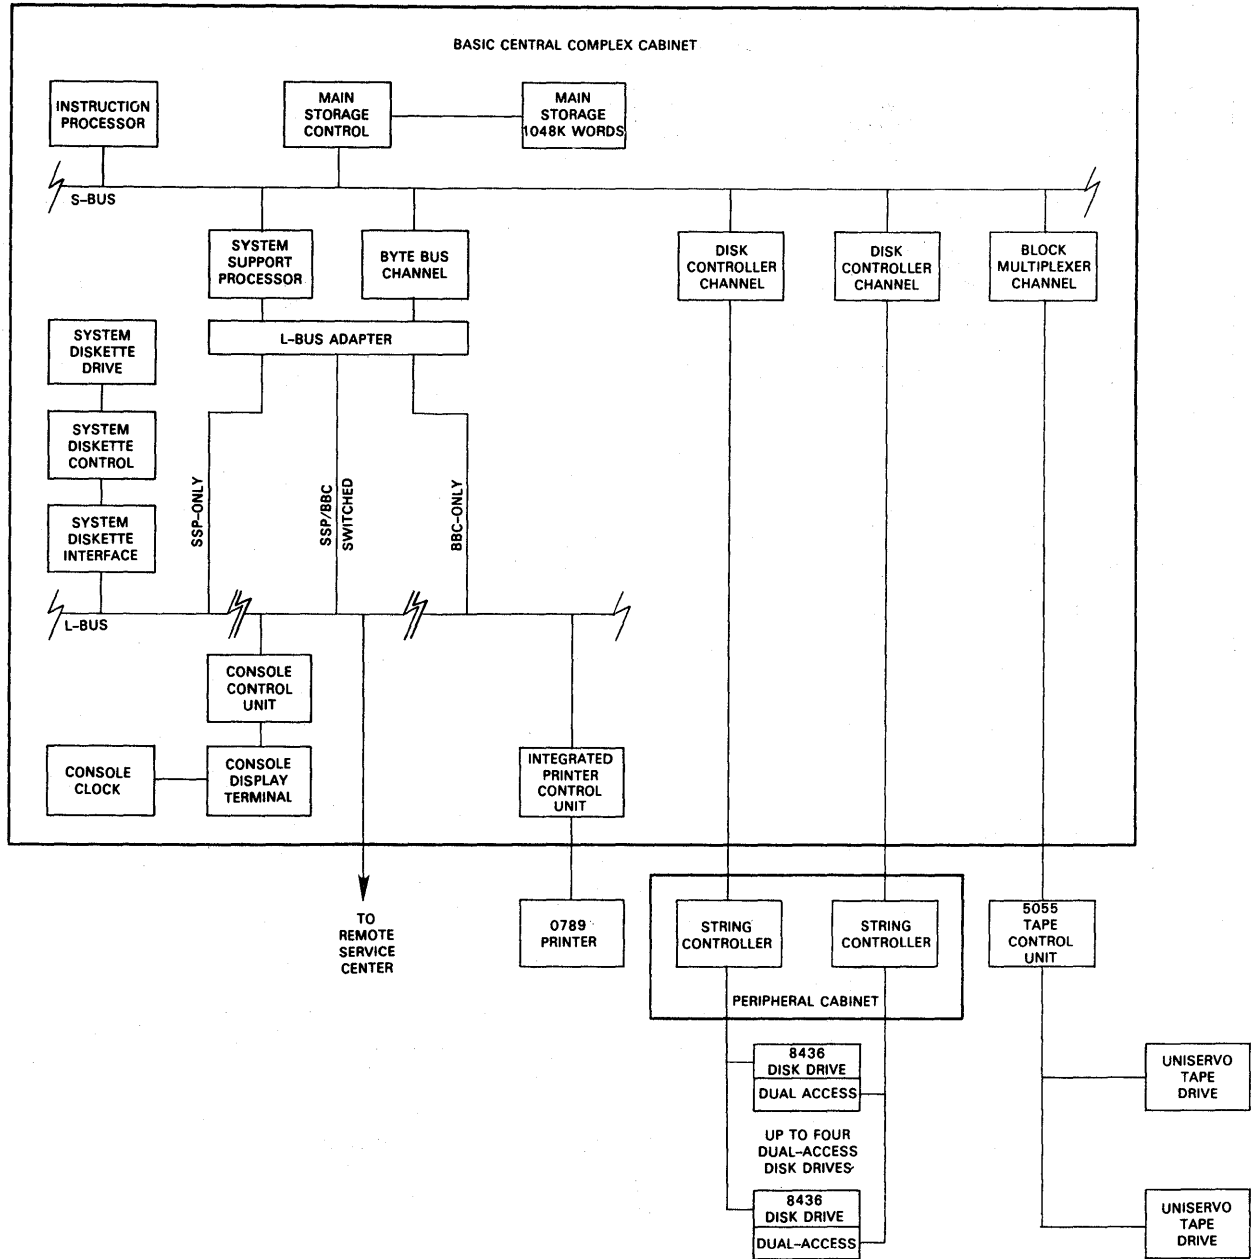 BASIC CENTRAL COMPLEX CABINET
INSTRUCTION
PROCESSOR
MAIN
STORAGE
CONTROL
MAIN
STORAGE
1048K WORDS
S-BUS
SYSTEM
SUPPORT
PROCESSOR
BYTE BUS
CHANNEL
DISK
CONTROLLER
CHANNEL
DISK
CONTROLLER
CHANNEL
BLOCK
MULTIPLEXER
CHANNEL
L-BUS ADAPTER
SYSTEM
DISKETTE
DRIVE
SYSTEM
DISKETTE
CONTROL
SYSTEM
DISKETTE
INTERFACE
SSP-ONLY
SSP/BBC
SWITCHED
BBC-ONLY
L-BUS
CONSOLE
CONTROL
UNIT
CONSOLE
CLOCK
CONSOLE
DISPLAY
TERMINAL
INTEGRATED
PRINTER
CONTROL
UNIT
TO
REMOTE
SERVICE
CENTER
0789
PRINTER
STRING
CONTROLLER
STRING
CONTROLLER
PERIPHERAL CABINET
5055
TAPE
CONTROL
UNIT
8436
DISK DRIVE
DUAL ACCESS
UP TO FOUR
DUAL-ACCESS
DISK DRIVES
8436
DISK DRIVE
DUAL-ACCESS
UNISERVO
TAPE
DRIVE
UNISERVO
TAPE
DRIVE